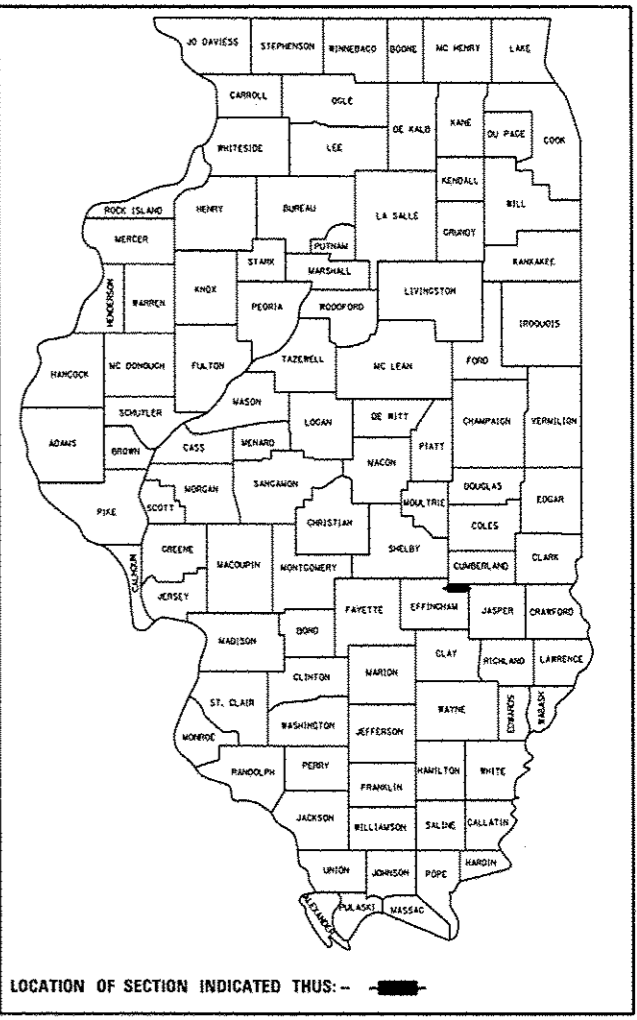 JO DAVIESS STEPHENSON WINNEBAGO BOONE MC HENRY LAKE
CARROLL OGLE DE KALB KANE DU PAGE COOK
WHITESIDE LEE KENDALL
ROCK ISLAND HENRY BUREAU LA SALLE WILL
MERCER PUTNAM GRUNDY
HENDERSON WARREN KNOX STARK MARSHALL LIVINGSTON KANKAKEE
PEORIA WOODFORD IROQUOIS
HANCOCK MC DONOUGH FULTON TAZEWELL MC LEAN FORD
SCHUYLER MASON
ADAMS BROWN CASS MENARD LOGAN DE WITT PIATT CHAMPAIGN VERMILION
PIKE SCOTT MORGAN SANGAMON MACON MOULTRIE DOUGLAS EDGAR
CHRISTIAN COLES
CALHOUN GREENE MACOUPIN MONTGOMERY SHELBY CUMBERLAND CLARK
JERSEY FAYETTE EFFINGHAM JASPER CRAWFORD
MADISON BOND CLAY RICHLAND LAWRENCE
CLINTON MARION
ST. CLAIR WAYNE EDWARDS WABASH
MONROE WASHINGTON JEFFERSON
RANDOLPH PERRY HAMILTON WHITE
FRANKLIN
JACKSON WILLIAMSON SALINE GALLATIN
UNION JOHNSON POPE HARDIN
ALEXANDER PULASKI MASSAC
LOCATION OF SECTION INDICATED THUS:-